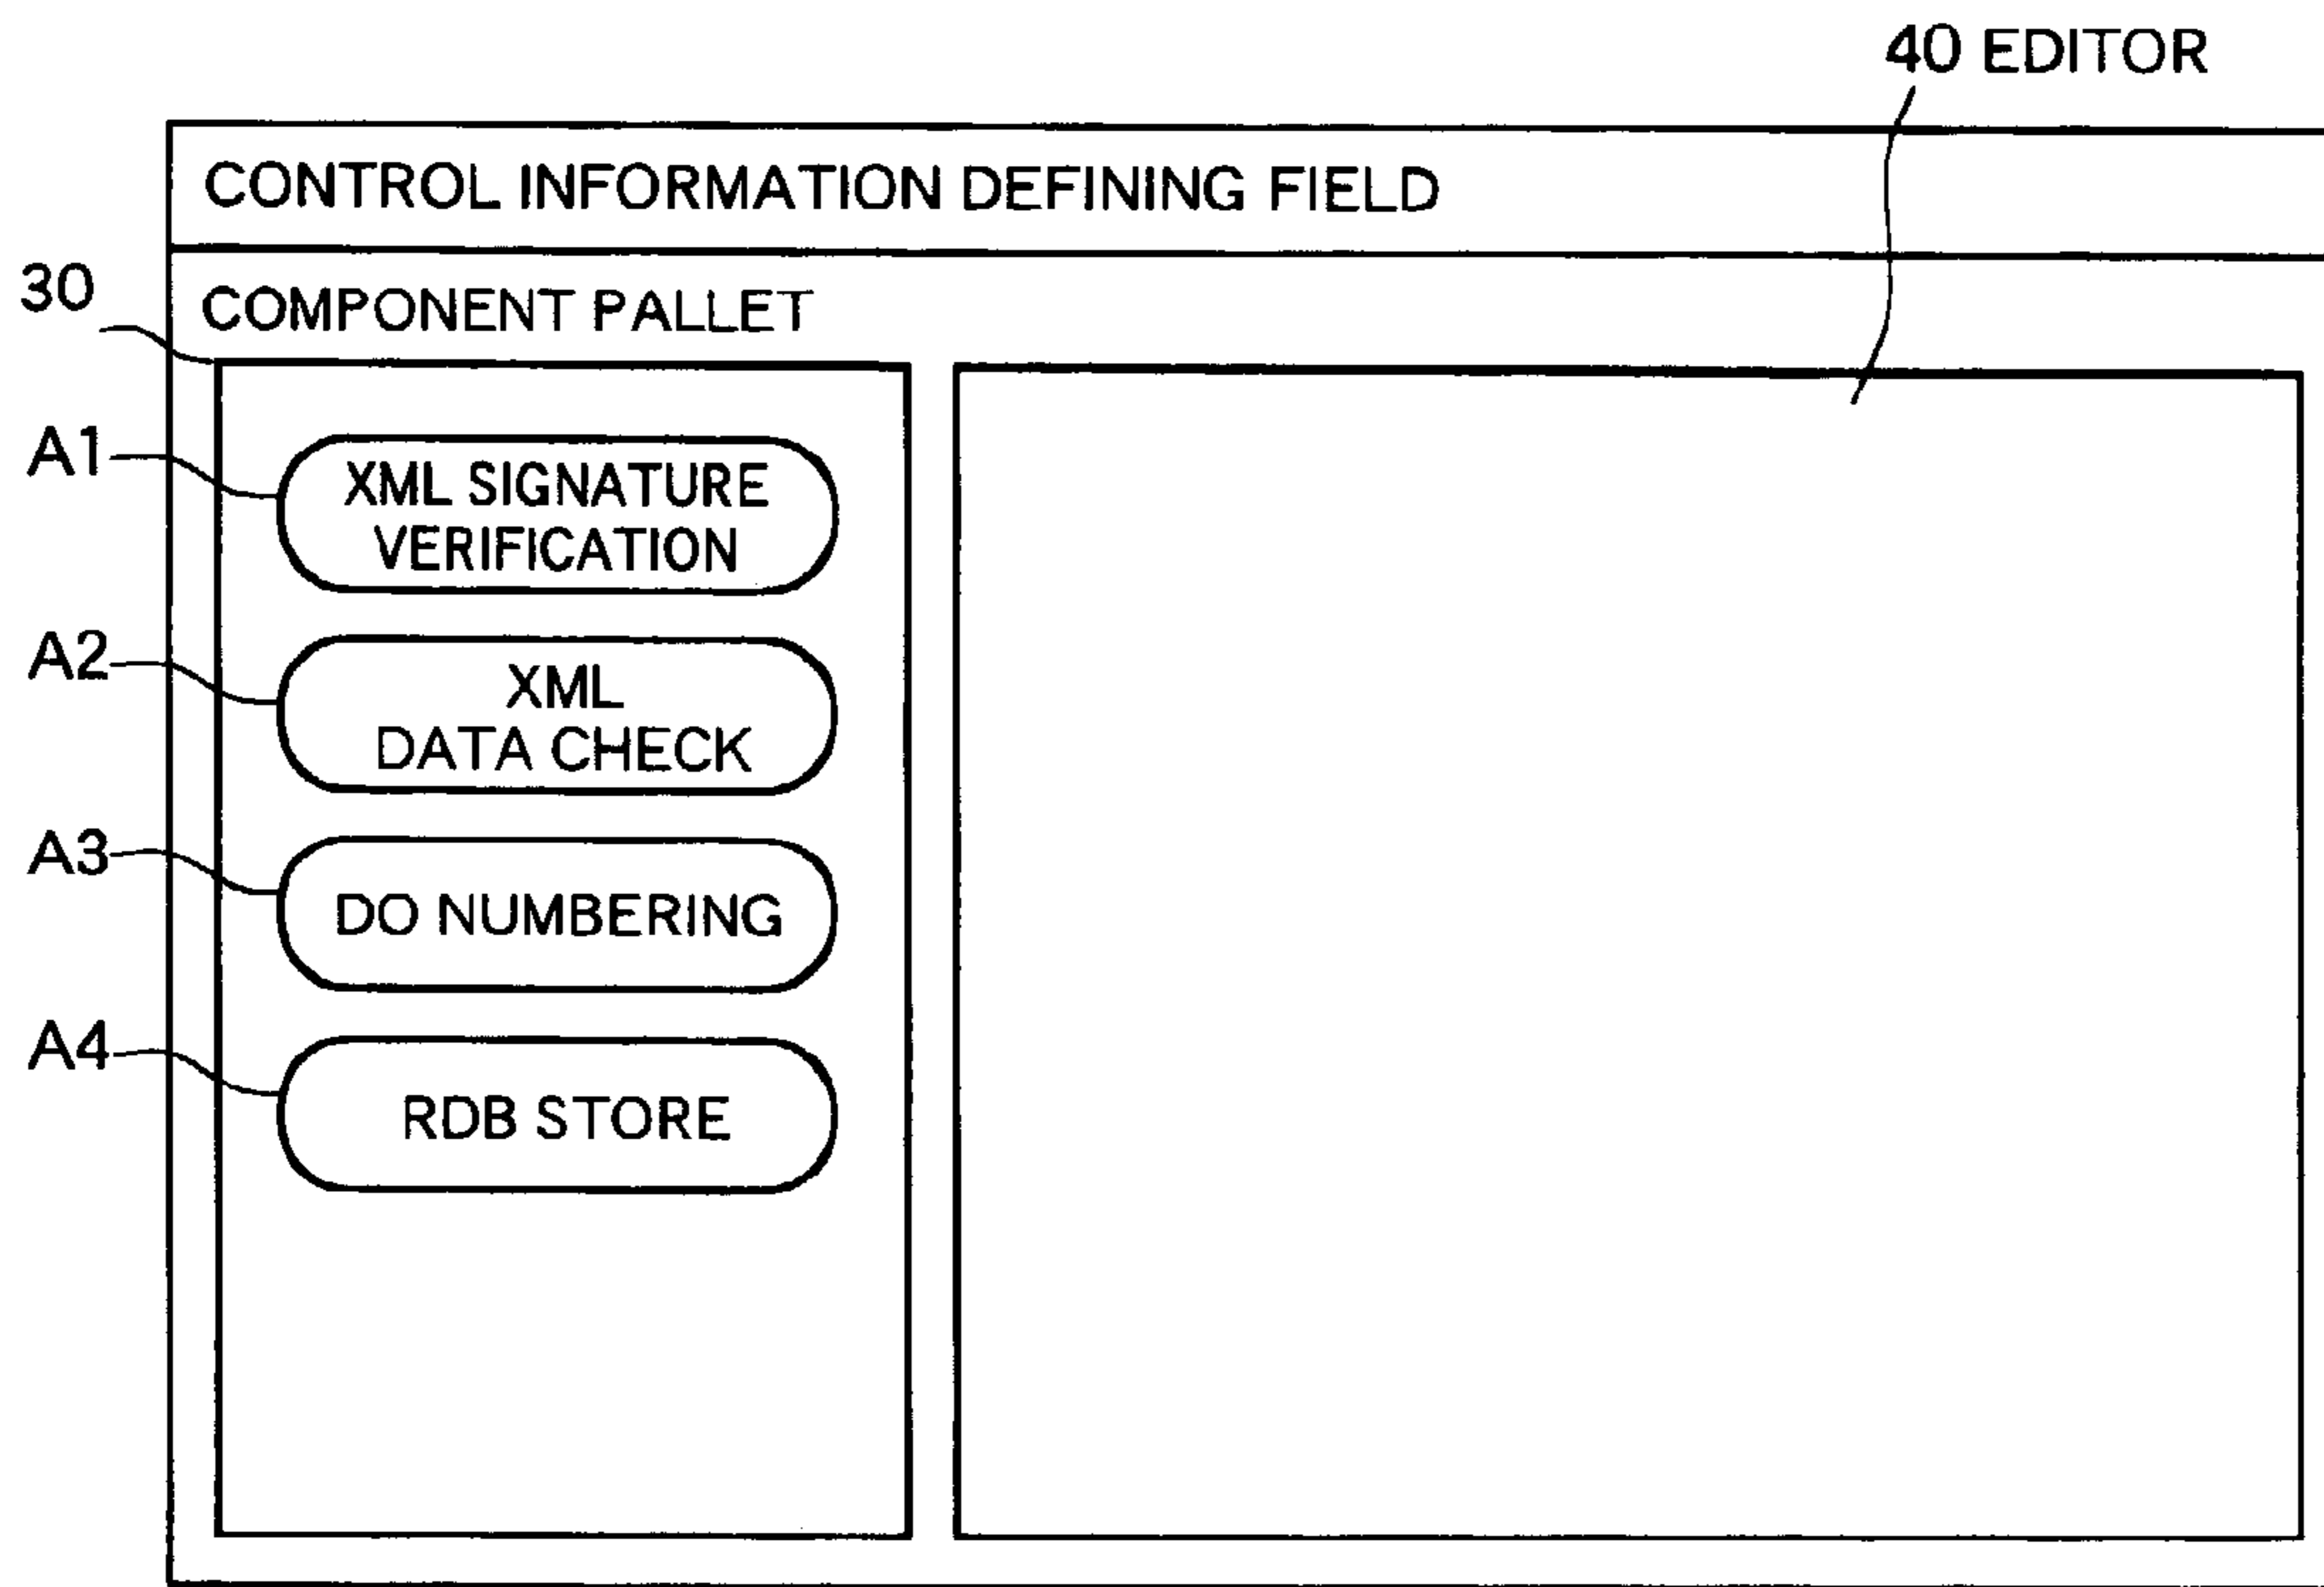 40 EDITOR
CONTROL INFORMATION DEFINING FIELD
30
COMPONENT PALLET
A1
XML SIGNATURE
VERIFICATION
A2
XML
DATA CHECK
A3
DO NUMBERING
A4
RDB STORE